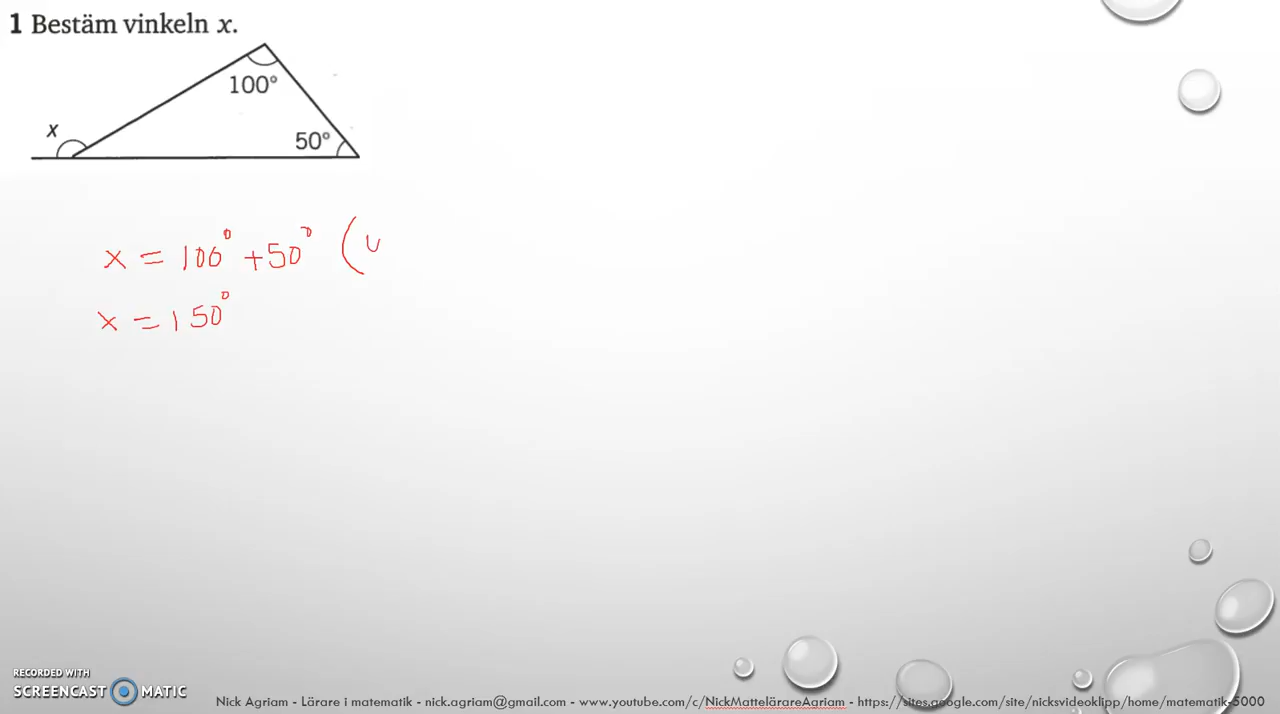 1 Bestäm vinkeln x.
100°
x
50°
x = 100° + 50° (
x = 150°
RECORDED WITH
SCREENCAST MATIC
Nick Agriam - Lärare i matematik - nick.agriam@gmail.com - www.youtube.com/c/NickMattelärareAgriam - https://sites.google.com/site/nicksvideoklipp/home/matematik-5000